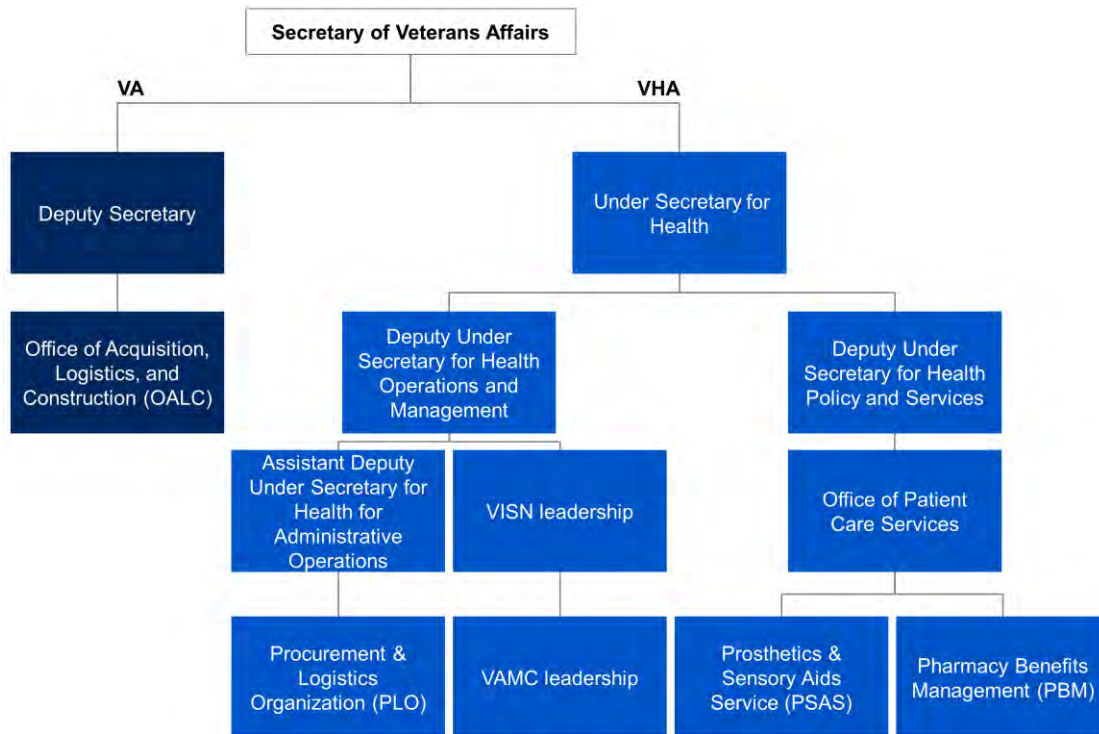 Secretary of Veterans Affairs
VA
VHA
Deputy Secretary
Under Secretary for
Health
Office of Acquisition,
Logistics, and
Construction (OALC)
Deputy Under
Secretary for Health
Operations and
Management
Deputy Under
Secretary for Health
Policy and Services
Assistant Deputy
Under Secretary for
Health for
Administrative
Operations
VISN leadership
Office of Patient
Care Services
Procurement &
Logistics
Organization (PLO)
VAMC leadership
Prosthetics &
Sensory Aids
Service (PSAS)
Pharmacy Benefits
Management (PBM)